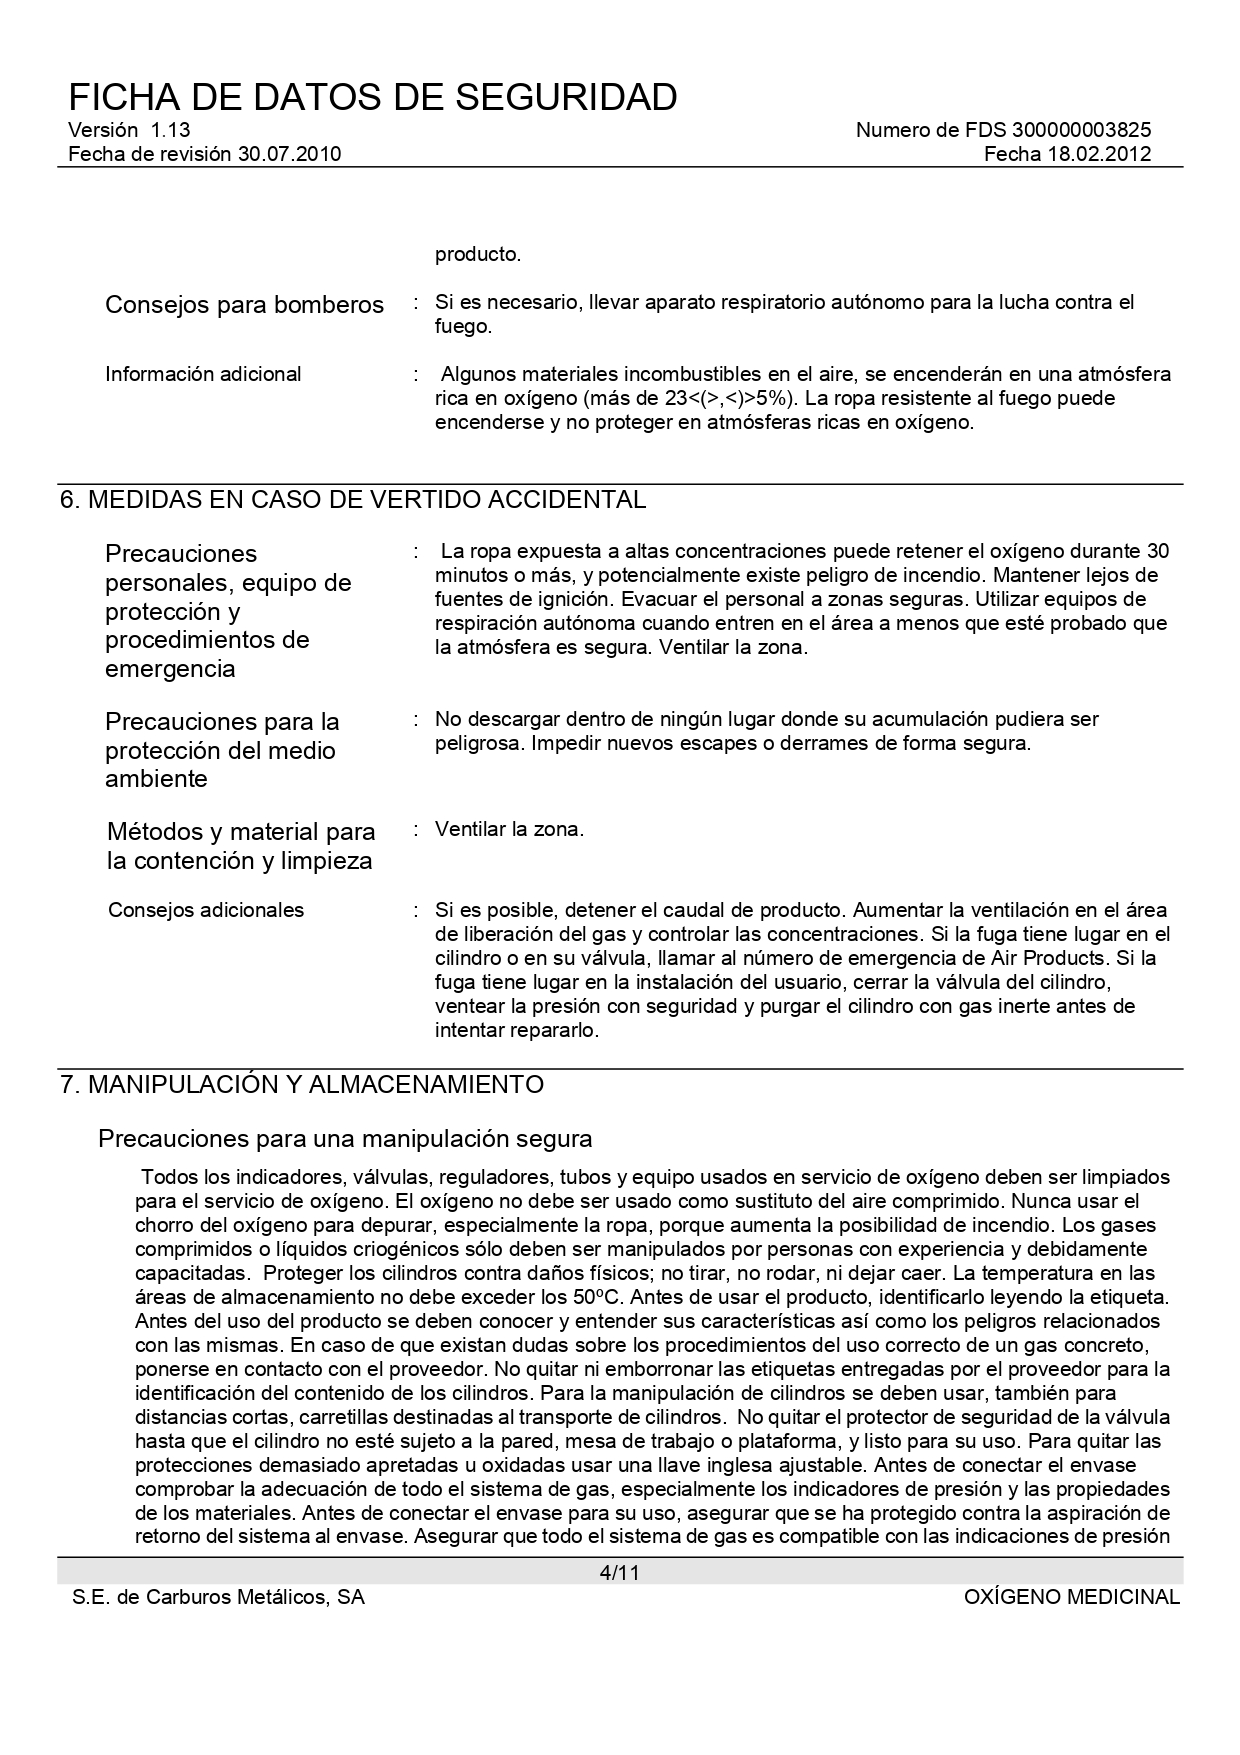 FICHA DE DATOS DE SEGURIDAD
Versión 1.13 Numero de FDS 300000003825
Fecha de revisión 30.07.2010 Fecha 18.02.2012
producto.
Consejos para bomberos : Si es necesario, llevar aparato respiratorio autónomo para la lucha contra el
fuego.
Información adicional : Algunos materiales incombustibles en el aire, se encenderán en una atmósfera
rica en oxígeno (más de 23<(>,<)>5%). La ropa resistente al fuego puede
encenderse y no proteger en atmósferas ricas en oxígeno.
6. MEDIDAS EN CASO DE VERTIDO ACCIDENTAL
Precauciones
personales, equipo de
protección y
procedimientos de
emergencia
: La ropa expuesta a altas concentraciones puede retener el oxígeno durante 30
minutos o más, y potencialmente existe peligro de incendio. Mantener lejos de
fuentes de ignición. Evacuar el personal a zonas seguras. Utilizar equipos de
respiración autónoma cuando entren en el área a menos que esté probado que
la atmósfera es segura. Ventilar la zona.
Precauciones para la
protección del medio
ambiente
: No descargar dentro de ningún lugar donde su acumulación pudiera ser
peligrosa. Impedir nuevos escapes o derrames de forma segura.
Métodos y material para
la contención y limpieza
: Ventilar la zona.
Consejos adicionales : Si es posible, detener el caudal de producto. Aumentar la ventilación en el área
de liberación del gas y controlar las concentraciones. Si la fuga tiene lugar en el
cilindro o en su válvula, llamar al número de emergencia de Air Products. Si la
fuga tiene lugar en la instalación del usuario, cerrar la válvula del cilindro,
ventear la presión con seguridad y purgar el cilindro con gas inerte antes de
intentar repararlo.
7. MANIPULACIÓN Y ALMACENAMIENTO
Precauciones para una manipulación segura
Todos los indicadores, válvulas, reguladores, tubos y equipo usados en servicio de oxígeno deben ser limpiados
para el servicio de oxígeno. El oxígeno no debe ser usado como sustituto del aire comprimido. Nunca usar el
chorro del oxígeno para depurar, especialmente la ropa, porque aumenta la posibilidad de incendio. Los gases
comprimidos o líquidos criogénicos sólo deben ser manipulados por personas con experiencia y debidamente
capacitadas. Proteger los cilindros contra daños físicos; no tirar, no rodar, ni dejar caer. La temperatura en las
áreas de almacenamiento no debe exceder los 50ºC. Antes de usar el producto, identificarlo leyendo la etiqueta.
Antes del uso del producto se deben conocer y entender sus características así como los peligros relacionados
con las mismas. En caso de que existan dudas sobre los procedimientos del uso correcto de un gas concreto,
ponerse en contacto con el proveedor. No quitar ni emborronar las etiquetas entregadas por el proveedor para la
identificación del contenido de los cilindros. Para la manipulación de cilindros se deben usar, también para
distancias cortas, carretillas destinadas al transporte de cilindros. No quitar el protector de seguridad de la válvula
hasta que el cilindro no esté sujeto a la pared, mesa de trabajo o plataforma, y listo para su uso. Para quitar las
protecciones demasiado apretadas u oxidadas usar una llave inglesa ajustable. Antes de conectar el envase
comprobar la adecuación de todo el sistema de gas, especialmente los indicadores de presión y las propiedades
de los materiales. Antes de conectar el envase para su uso, asegurar que se ha protegido contra la aspiración de
retorno del sistema al envase. Asegurar que todo el sistema de gas es compatible con las indicaciones de presión
4/11
S.E. de Carburos Metálicos, SA OXÍGENO MEDICINAL